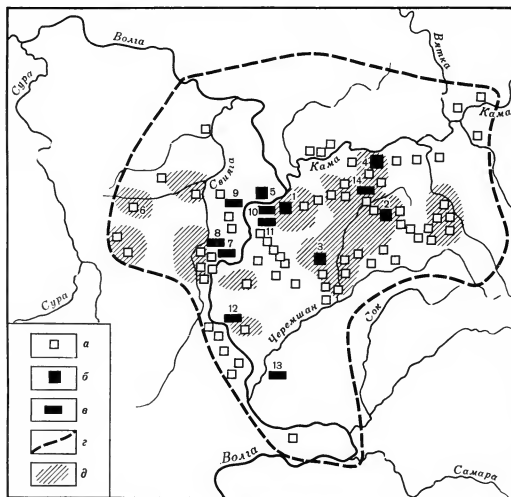 Волга
Сура
Вятка
Кама
Кама
4
Свияга
14
9
5
1
6
10
2
11
8
7
3
Сура
Черемшан
Сок
12
а
б
13
в
г
Волга
д
Самара